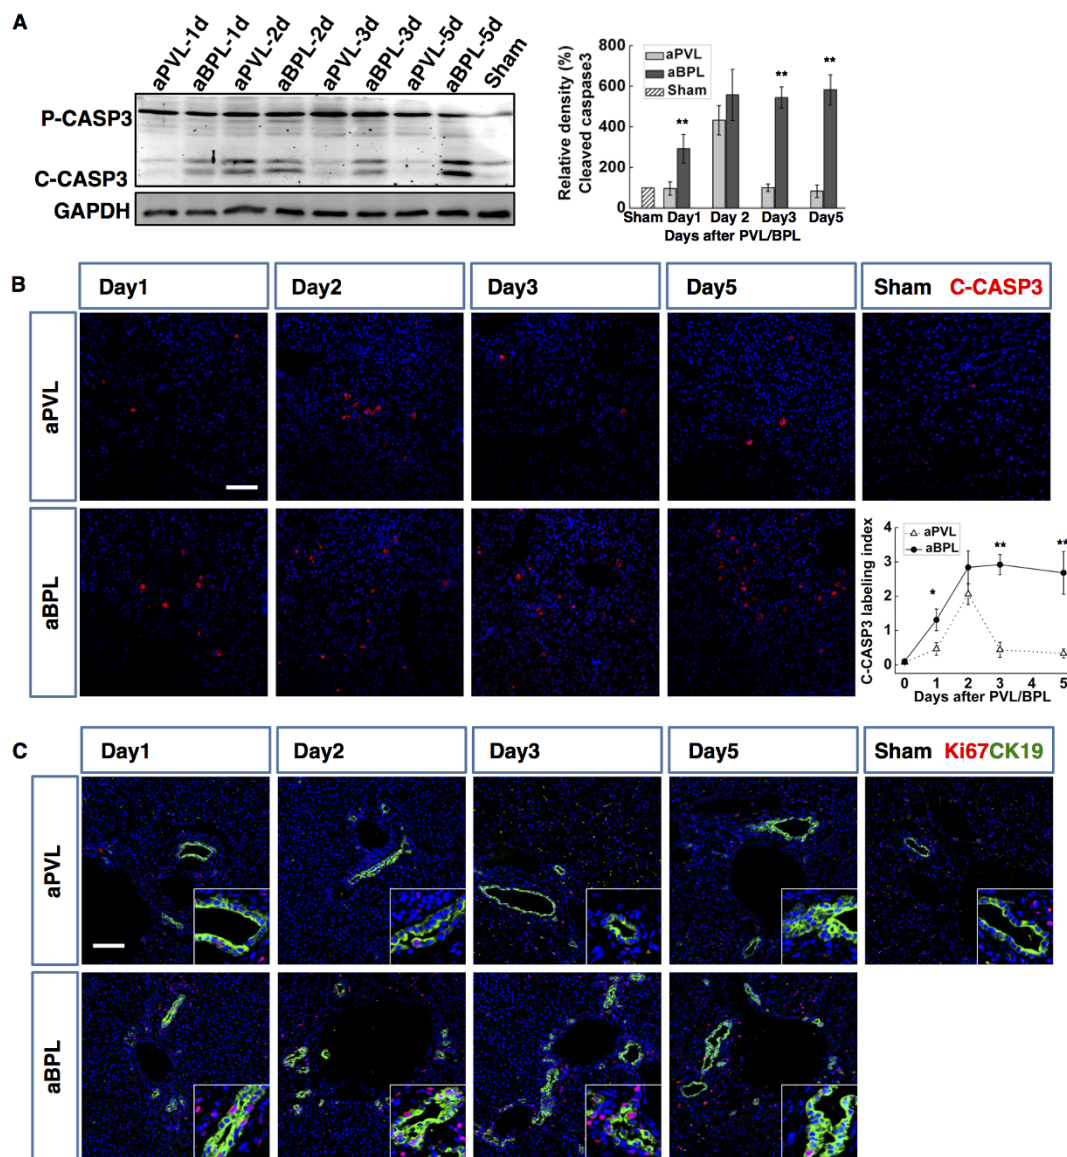 A
aPVL-1d
aBPL-1d
aPVL-2d
aBPL-2d
aPVL-3d
aBPL-3d
aPVL-5d
aBPL-5d
Sham
P-CASP3
C-CASP3
GAPDH
Relative density (%)
Cleaved caspase3
800
600
400
200
0
aPVL
aBPL
Sham
**
**
**
Sham Day1 Day 2 Day3 Day5
Days after PVL/BPL
B
Day1
Day2
Day3
Day5
Sham C-CASP3
aPVL
aBPL
C-CASP3 labeling index
4
3
2
1
0
aPVL
aBPL
*
**
**
0 1 2 3 4 5
Days after PVL/BPL
C
Day1
Day2
Day3
Day5
Sham Ki67CK19
aPVL
aBPL